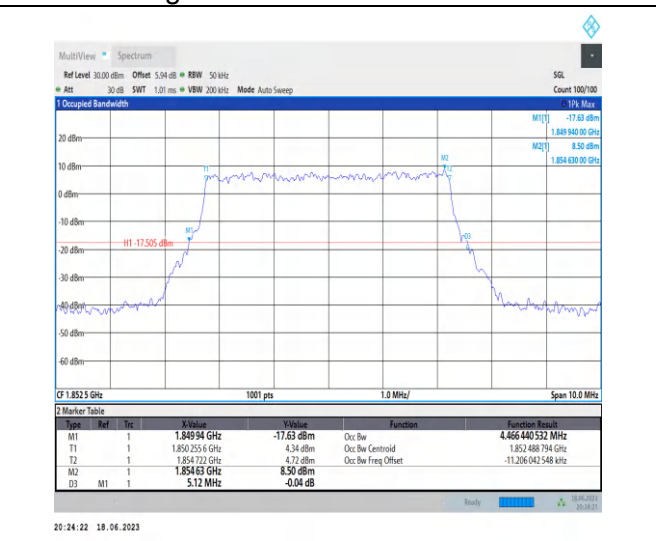 MultiView Spectrum
Ref Level 30.00 dBm Offset 5.94 dB RBW 50 kHz SGL
Att 30 dB SWT 1.01 ms VBW 200 kHz Mode Auto Sweep Count 100/100
1 Occupied Bandwidth 1Pk Max
M1[1] -17.63 dBm
1.849 940 00 GHz
M2[1] 8.50 dBm
1.854 630 00 GHz
20 dBm
10 dBm
0 dBm
-10 dBm
-20 dBm
-30 dBm
-40 dBm
-50 dBm
-60 dBm
M2
T1
T2
M1
D3
H1 -17.505 dBm
CF 1.852 5 GHz 1001 pts 1.0 MHz/ Span 10.0 MHz
2 Marker Table
Type Ref Trc X-Value Y-Value Function Function Result
M1 1 1.849 94 GHz -17.63 dBm Occ Bw 4.466 440 532 MHz
T1 1 1.850 255 6 GHz 4.34 dBm Occ Bw Centroid 1.852 488 794 GHz
T2 1 1.854 722 GHz 4.72 dBm Occ Bw Freq Offset -11.206 042 548 kHz
M2 1 1.854 63 GHz 8.50 dBm
D3 M1 1 5.12 MHz -0.04 dB
Ready 18.06.2023
20:24:21
20:24:22 18.06.2023